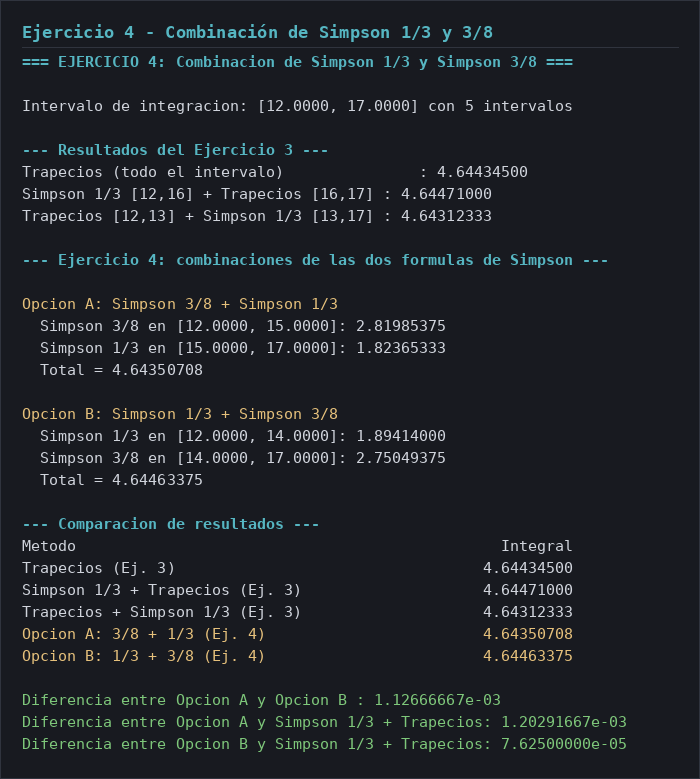 Ejercicio 4 - Combinación de Simpson 1/3 y 3/8
=== EJERCICIO 4: Combinacion de Simpson 1/3 y Simpson 3/8 ===
Intervalo de integracion: [12.0000, 17.0000] con 5 intervalos
--- Resultados del Ejercicio 3 ---
Trapecios (todo el intervalo)               : 4.64434500
Simpson 1/3 [12,16] + Trapecios [16,17] : 4.64471000
Trapecios [12,13] + Simpson 1/3 [13,17] : 4.64312333
--- Ejercicio 4: combinaciones de las dos formulas de Simpson ---
Opcion A: Simpson 3/8 + Simpson 1/3
  Simpson 3/8 en [12.0000, 15.0000]: 2.81985375
  Simpson 1/3 en [15.0000, 17.0000]: 1.82365333
  Total = 4.64350708
Opcion B: Simpson 1/3 + Simpson 3/8
  Simpson 1/3 en [12.0000, 14.0000]: 1.89414000
  Simpson 3/8 en [14.0000, 17.0000]: 2.75049375
  Total = 4.64463375
--- Comparacion de resultados ---
Metodo                                               Integral
Trapecios (Ej. 3)                                  4.64434500
Simpson 1/3 + Trapecios (Ej. 3)                    4.64471000
Trapecios + Simpson 1/3 (Ej. 3)                    4.64312333
Opcion A: 3/8 + 1/3 (Ej. 4)                        4.64350708
Opcion B: 1/3 + 3/8 (Ej. 4)                        4.64463375
Diferencia entre Opcion A y Opcion B : 1.12666667e-03
Diferencia entre Opcion A y Simpson 1/3 + Trapecios: 1.20291667e-03
Diferencia entre Opcion B y Simpson 1/3 + Trapecios: 7.62500000e-05